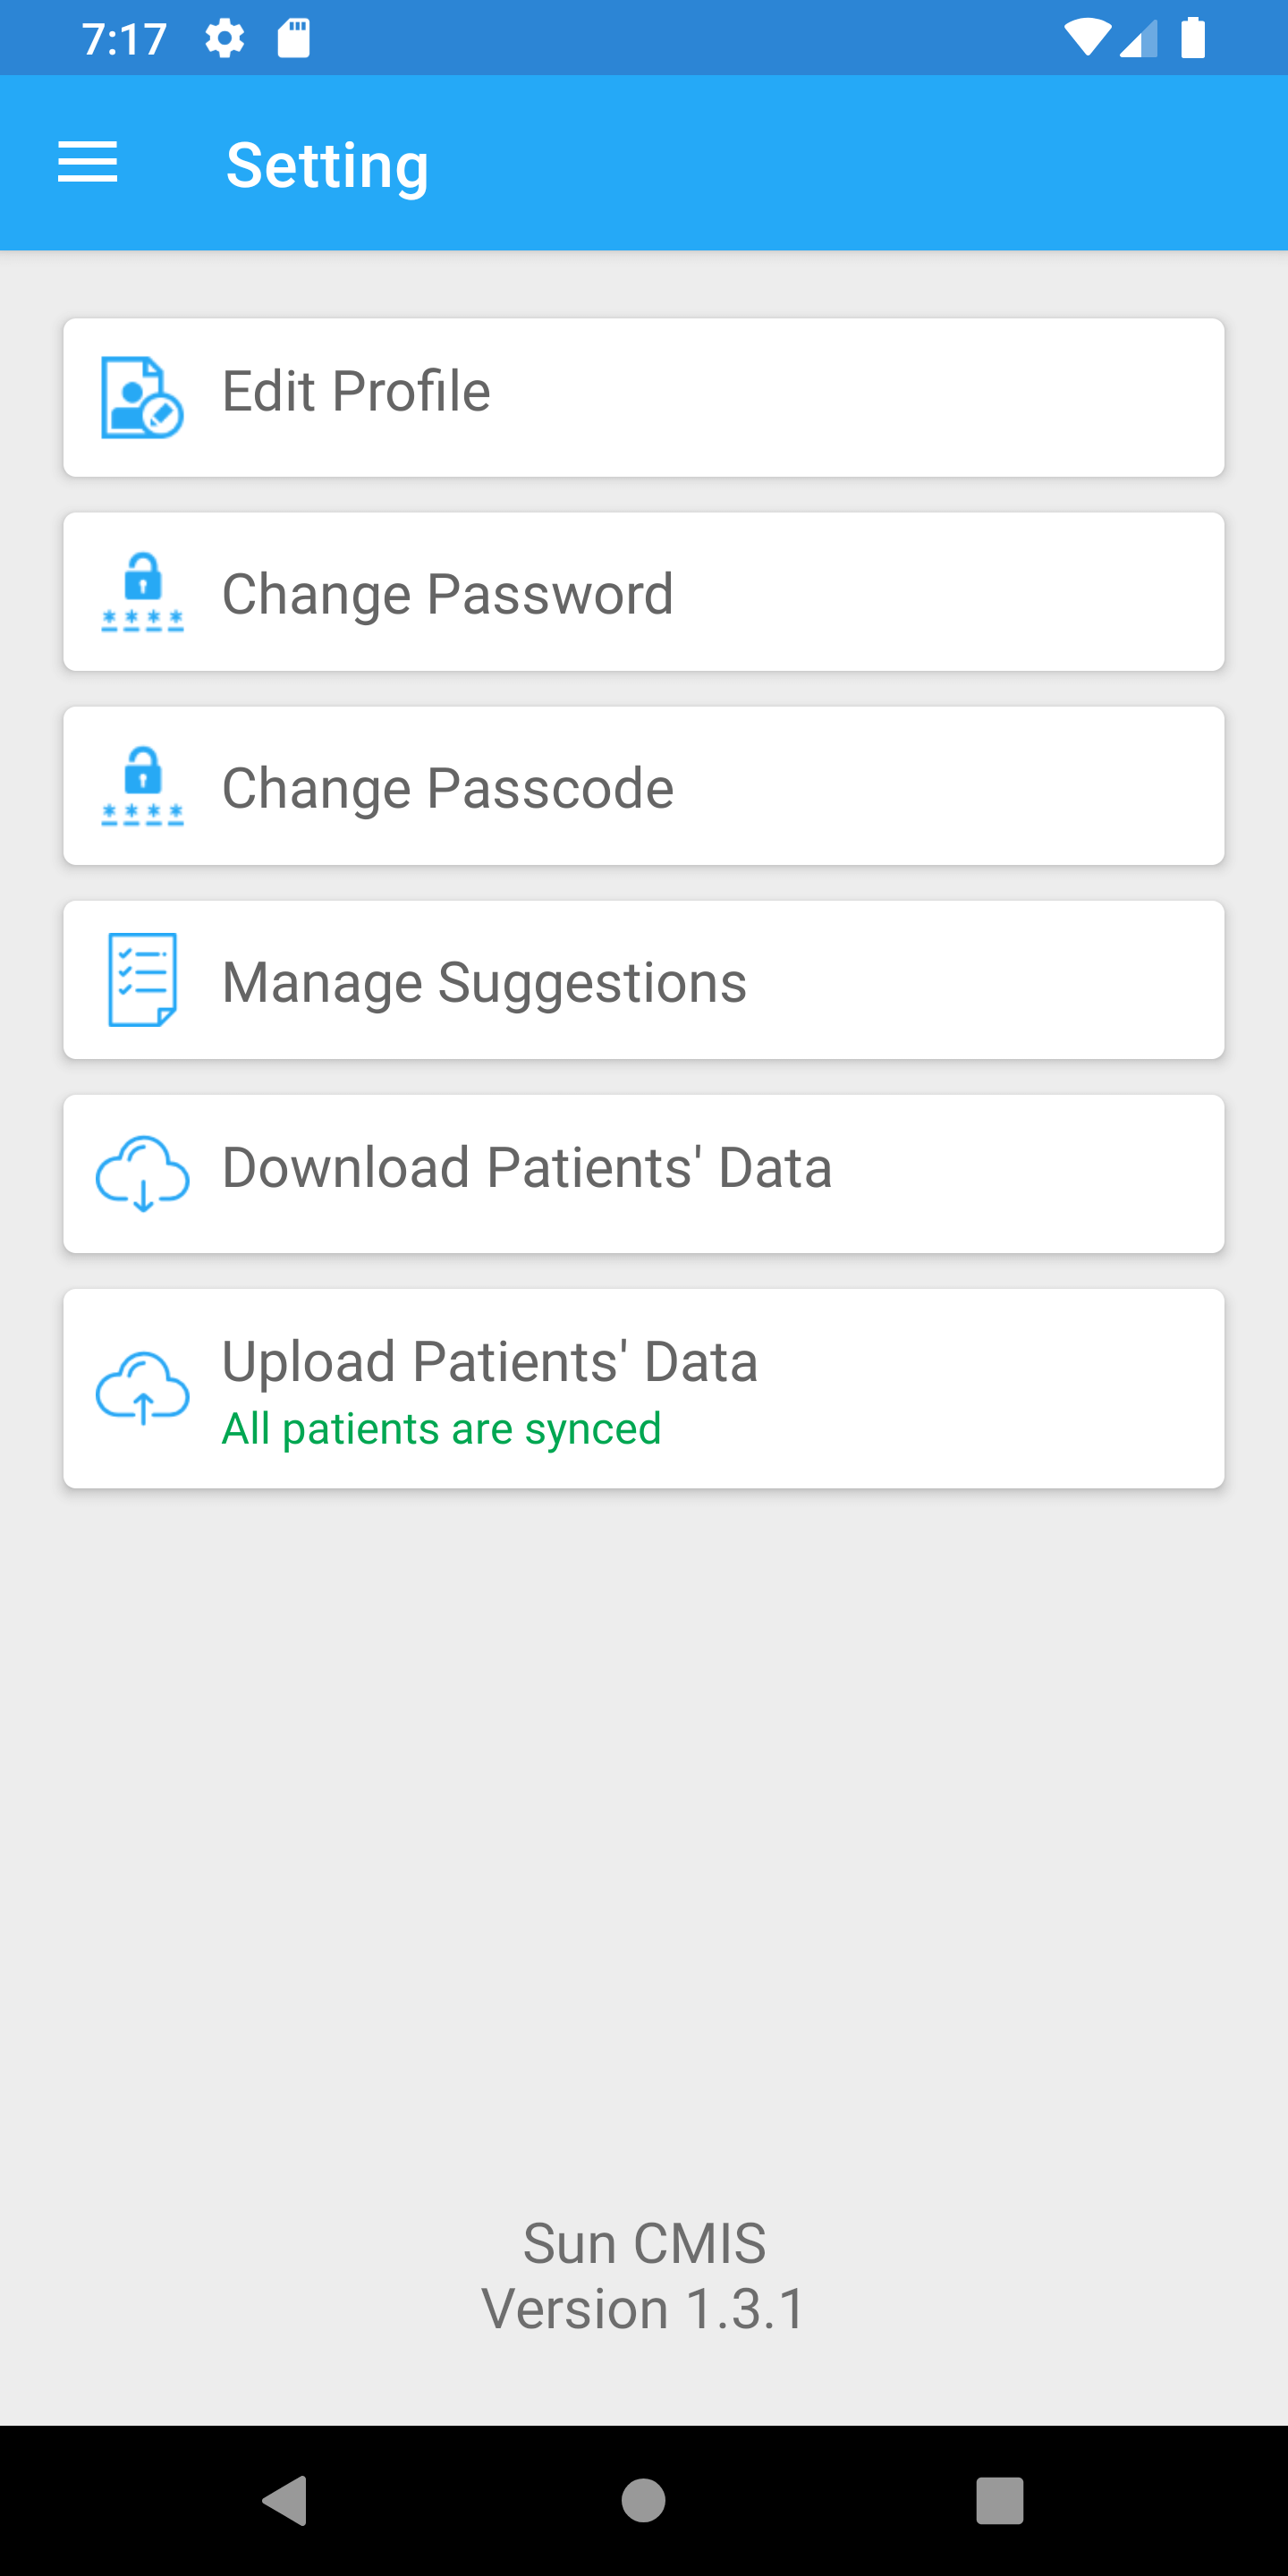 7:17
Setting
Edit Profile
Change Password
Change Passcode
Manage Suggestions
Download Patients' Data
Upload Patients' Data
All patients are synced
Sun CMIS
Version 1.3.1